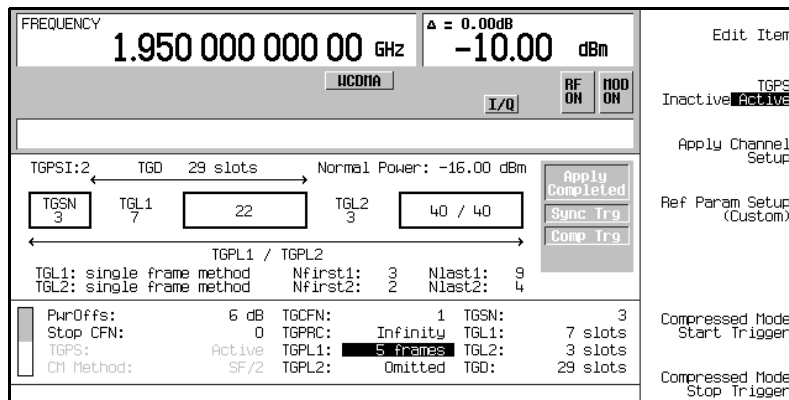 FREQUENCY
1.950 000 000 00 GHz
Δ = 0.00dB
-10.00 dBm
WCDMA
I/Q
RF ON
MOD ON
TGPSI:2 TGD 29 slots Normal Power: -16.00 dBm
TGSN 3
TGL1 7
22
TGL2 3
40 / 40
Apply Completed
Sync Trg
Comp Trg
TGPL1 / TGPL2
TGL1: single frame method Nfirst1: 3 Nlast1: 9
TGL2: single frame method Nfirst2: 2 Nlast2: 4
PwrOffs: 6 dB TGCFN: 1 TGSN: 3
Stop CFN: 0 TGPRC: Infinity TGL1: 7 slots
TGPS: Active TGPL1: 5 frames TGL2: 3 slots
CM Method: SF/2 TGPL2: Omitted TGD: 29 slots
Edit Item
TGPS
Inactive Active
Apply Channel
Setup
Ref Param Setup
(Custom)
Compressed Mode
Start Trigger
Compressed Mode
Stop Trigger